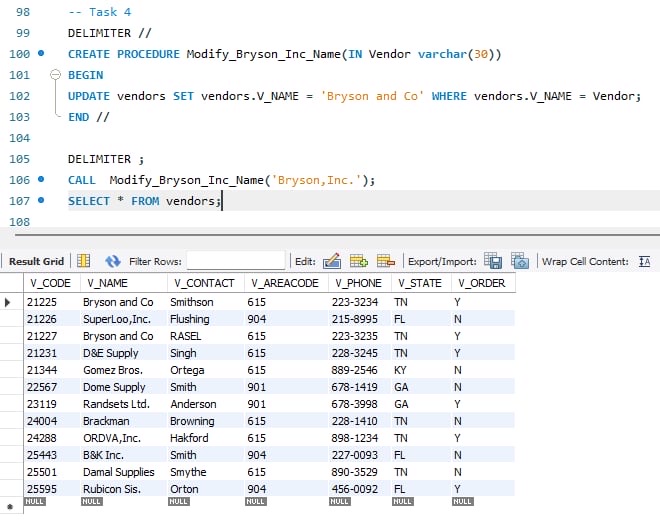 98 -- Task 4
99 DELIMITER //
100 CREATE PROCEDURE Modify_Bryson_Inc_Name(IN Vendor varchar(30))
101 BEGIN
102 UPDATE vendors SET vendors.V_NAME = 'Bryson and Co' WHERE vendors.V_NAME = Vendor;
103 END //
104
105 DELIMITER ;
106 CALL  Modify_Bryson_Inc_Name('Bryson,Inc.');
107 SELECT * FROM vendors;
108
Result Grid Filter Rows: Edit: Export/Import: Wrap Cell Content:
V_CODE V_NAME V_CONTACT V_AREACODE V_PHONE V_STATE V_ORDER
21225 Bryson and Co Smithson 615 223-3234 TN Y
21226 SuperLoo,Inc. Flushing 904 215-8995 FL N
21227 Bryson and Co RASEL 615 223-3235 TN Y
21231 D&E Supply Singh 615 228-3245 TN Y
21344 Gomez Bros. Ortega 615 889-2546 KY N
22567 Dome Supply Smith 901 678-1419 GA N
23119 Randsets Ltd. Anderson 901 678-3998 GA Y
24004 Brackman Browning 615 228-1410 TN N
24288 ORDVA,Inc. Hakford 615 898-1234 TN Y
25443 B&K Inc. Smith 904 227-0093 FL N
25501 Damal Supplies Smythe 615 890-3529 TN N
25595 Rubicon Sis. Orton 904 456-0092 FL Y
NULL NULL NULL NULL NULL NULL NULL